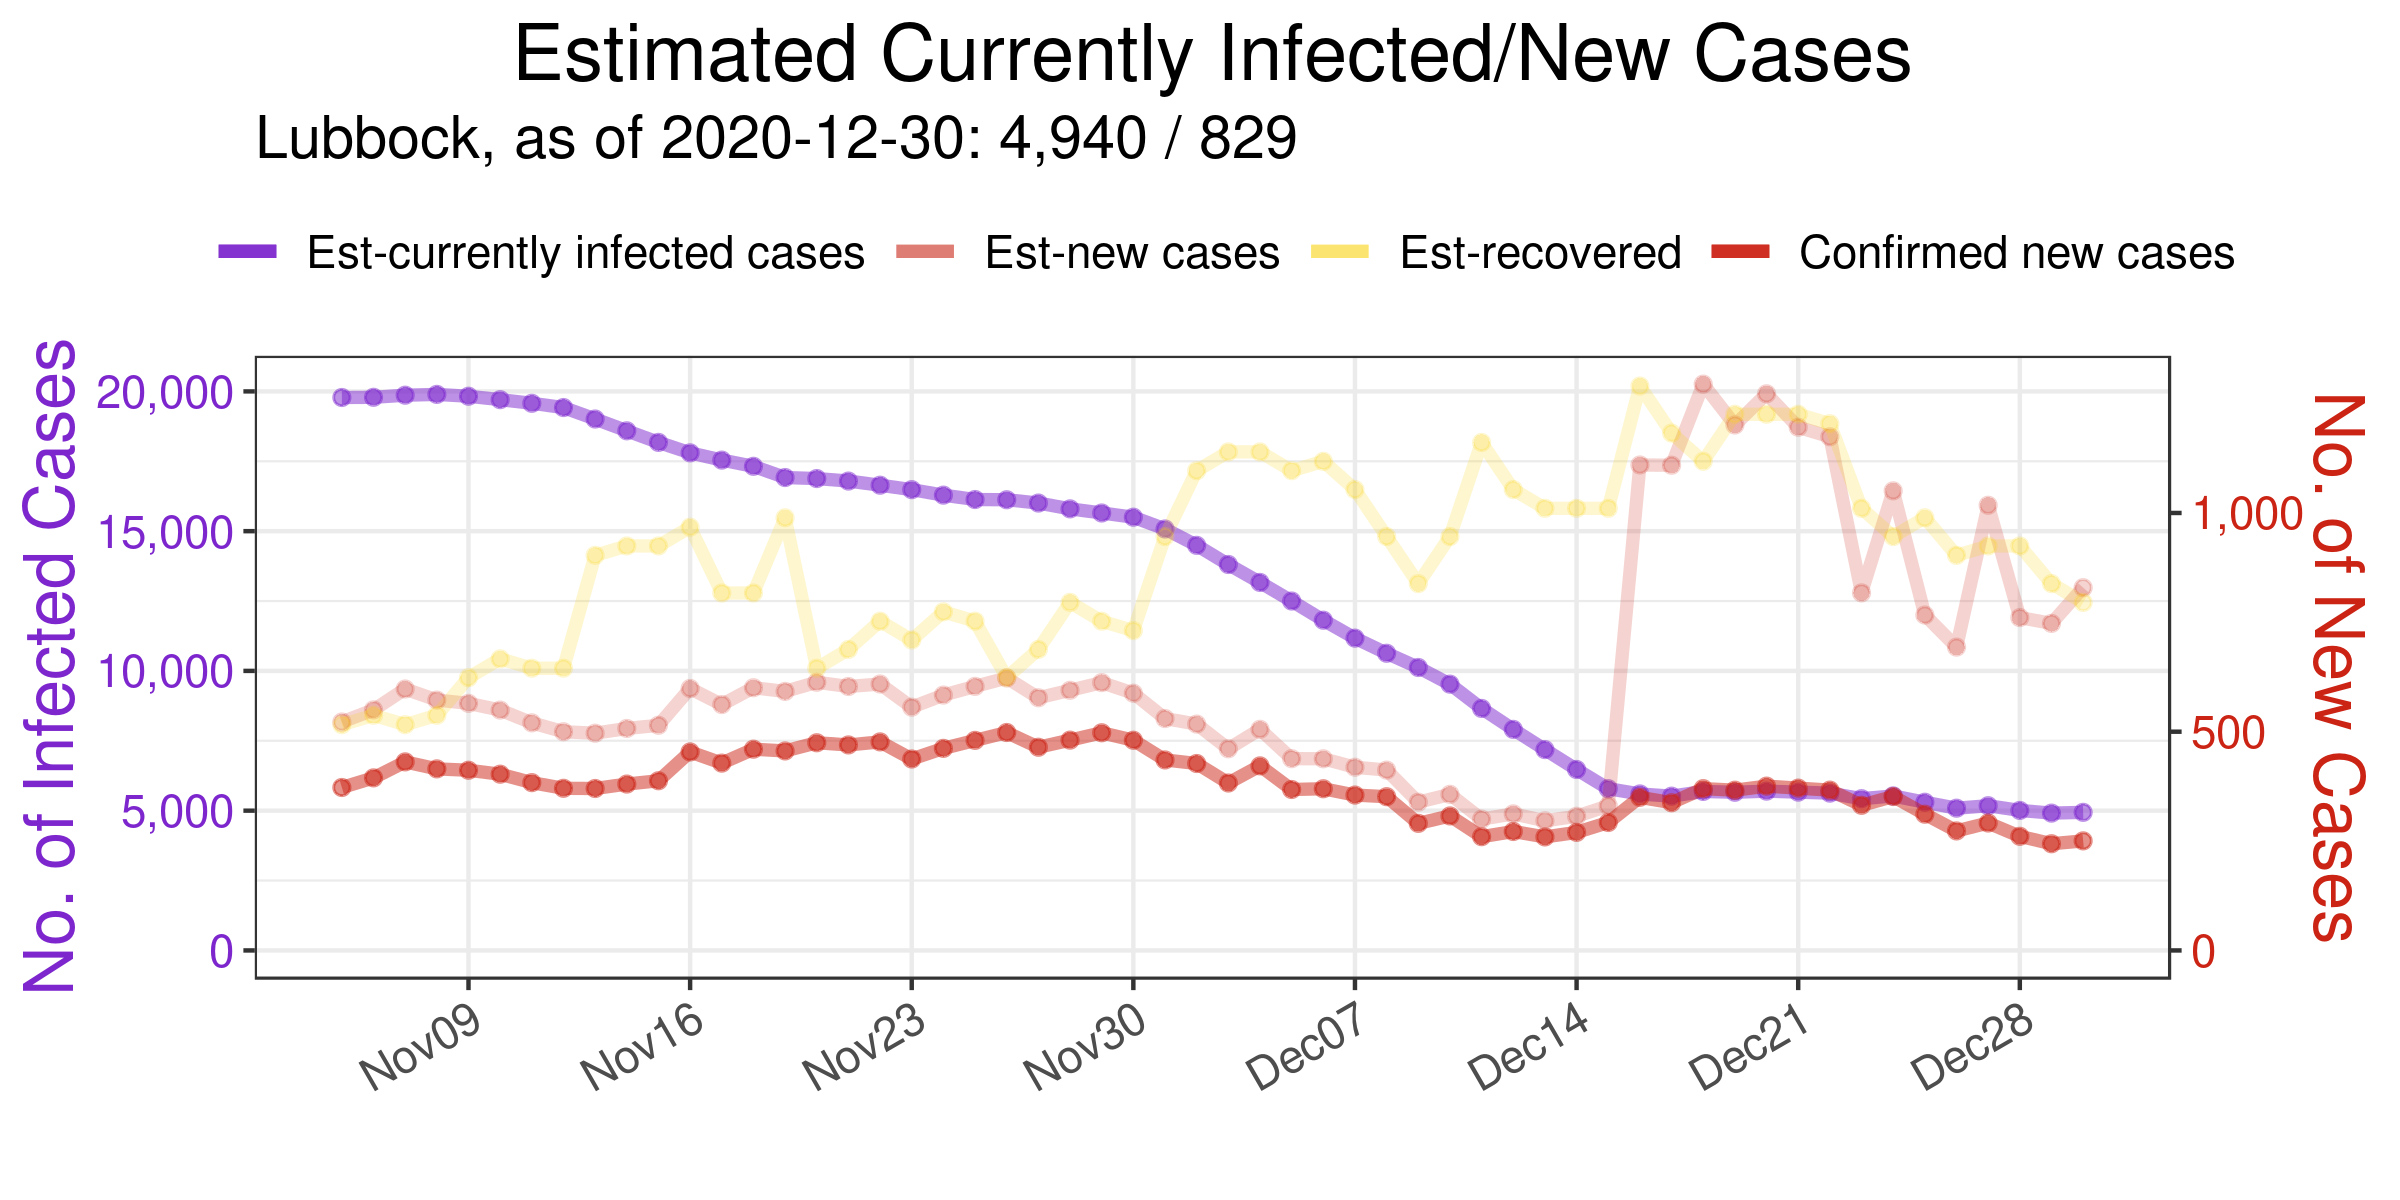 Estimated Currently Infected/New Cases
Lubbock, as of 2020-12-30: 4,940 / 829
Est-currently infected cases Est-new cases Est-recovered Confirmed new cases
No. of Infected Cases
20,000
15,000
10,000
5,000
0
1,000
500
0
No. of New Cases
Nov09 Nov16 Nov23 Nov30 Dec07 Dec14 Dec21 Dec28